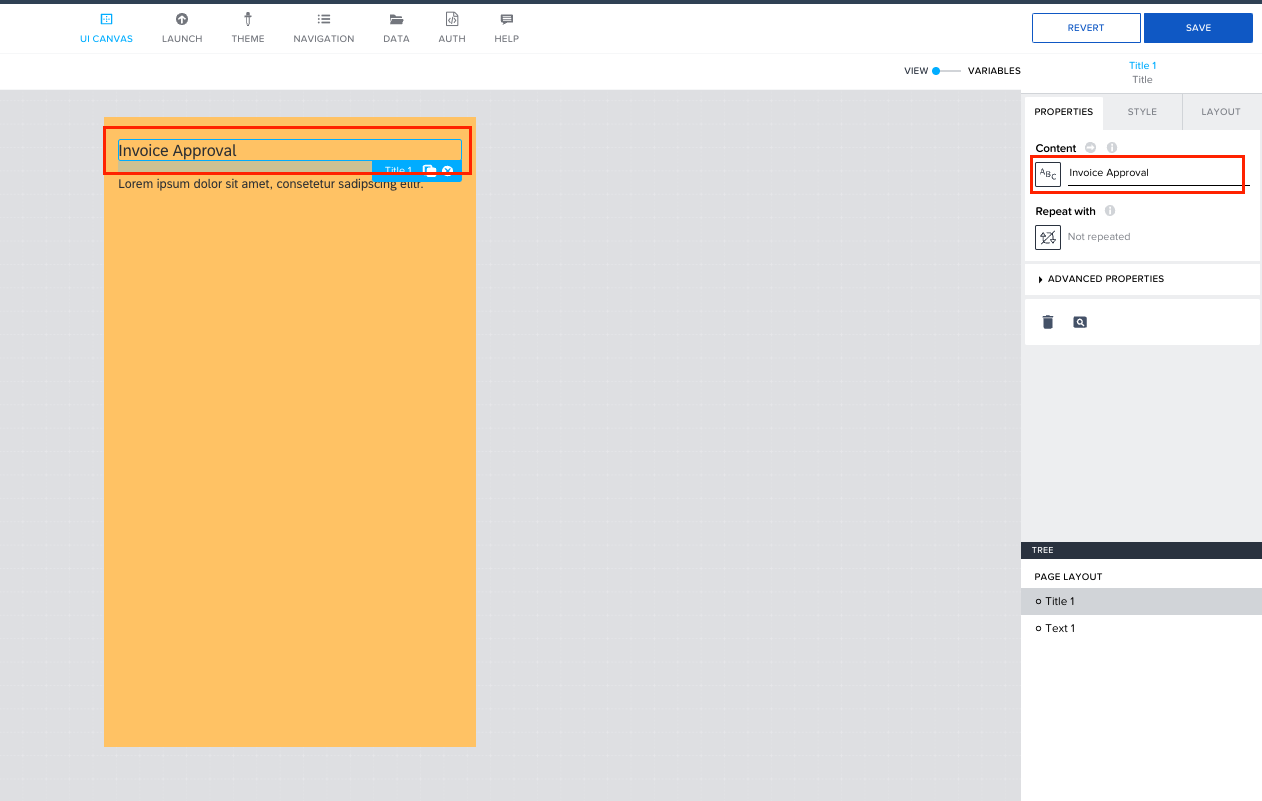 UI CANVAS LAUNCH THEME NAVIGATION DATA AUTH HELP
REVERT SAVE
VIEW VARIABLES
Title 1
Title
PROPERTIES STYLE LAYOUT
Invoice Approval
Title 1
Lorem ipsum dolor sit amet, consetetur sadipscing elitr.
Content
ABC Invoice Approval
Repeat with
Not repeated
ADVANCED PROPERTIES
TREE
PAGE LAYOUT
Title 1
Text 1